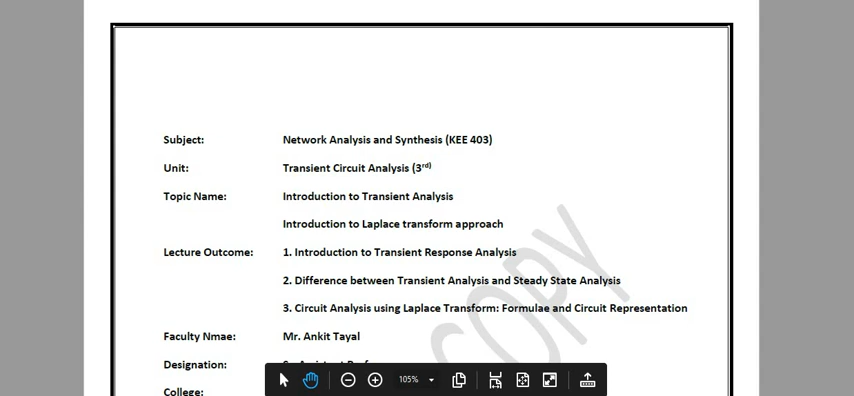 Subject: Network Analysis and Synthesis (KEE 403)
Unit: Transient Circuit Analysis (3rd)
Topic Name: Introduction to Transient Analysis
Introduction to Laplace transform approach
Lecture Outcome: 1. Introduction to Transient Response Analysis
2. Difference between Transient Analysis and Steady State Analysis
3. Circuit Analysis using Laplace Transform: Formulae and Circuit Representation
Faculty Nmae: Mr. Ankit Tayal
Designation:
College:
COPY
105%